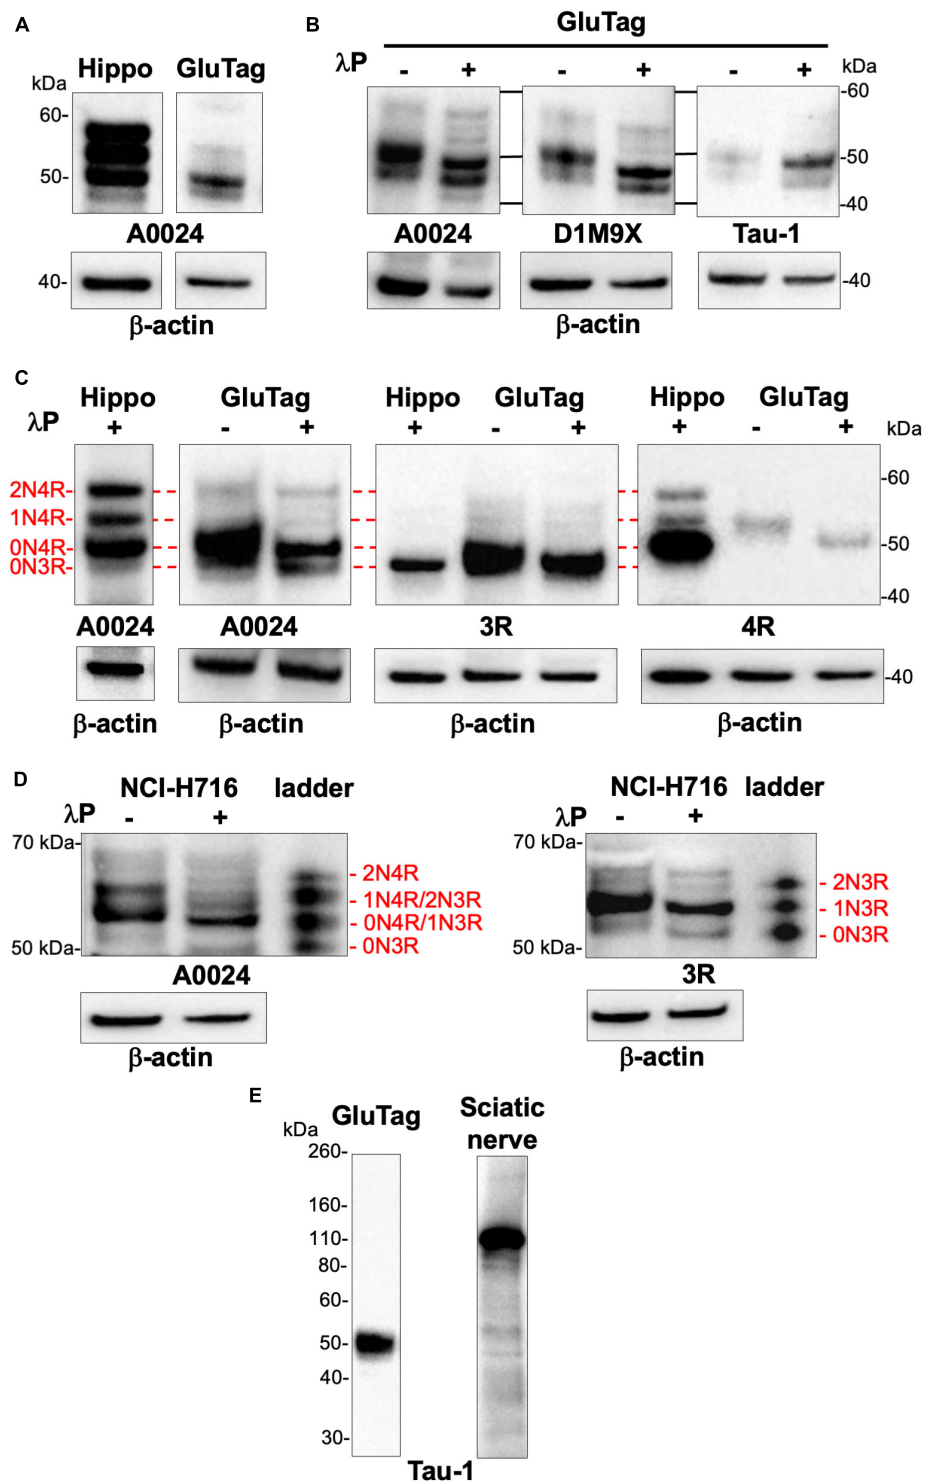 A
Hippo GluTag
kDa
60-
50-
A0024
40-
β-actin
B
GluTag
λP - + - + - + kDa
-60
-50
-40
A0024 D1M9X Tau-1
-40
β-actin
C
Hippo GluTag Hippo GluTag Hippo GluTag
λP + - + + - + + - + kDa
2N4R-
1N4R-
0N4R-
0N3R-
-60
-50
-40
A0024 A0024 3R 4R
-40
β-actin β-actin β-actin β-actin
D
NCI-H716 ladder
λP - +
70 kDa-
- 2N4R
- 1N4R/2N3R
- 0N4R/1N3R
50 kDa- - 0N3R
A0024
β-actin
NCI-H716 ladder
λP - +
70 kDa-
- 2N3R
- 1N3R
- 0N3R
50 kDa-
3R
β-actin
E
GluTag Sciatic
nerve
kDa
260-
160-
110-
80-
60-
50-
40-
30-
Tau-1